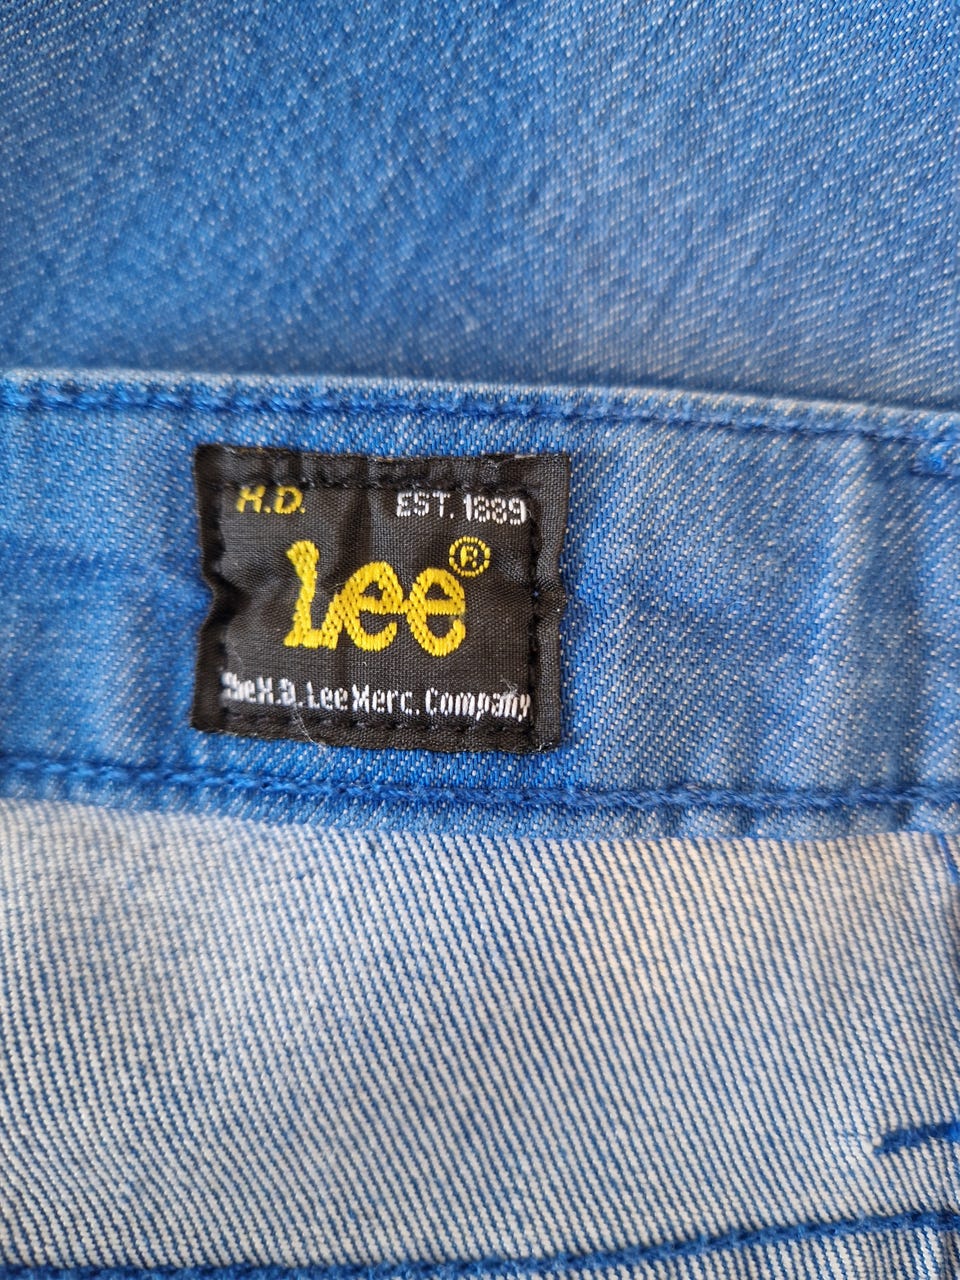 H.D. EST. 1889
Lee®
The H.D. Lee Merc. Company